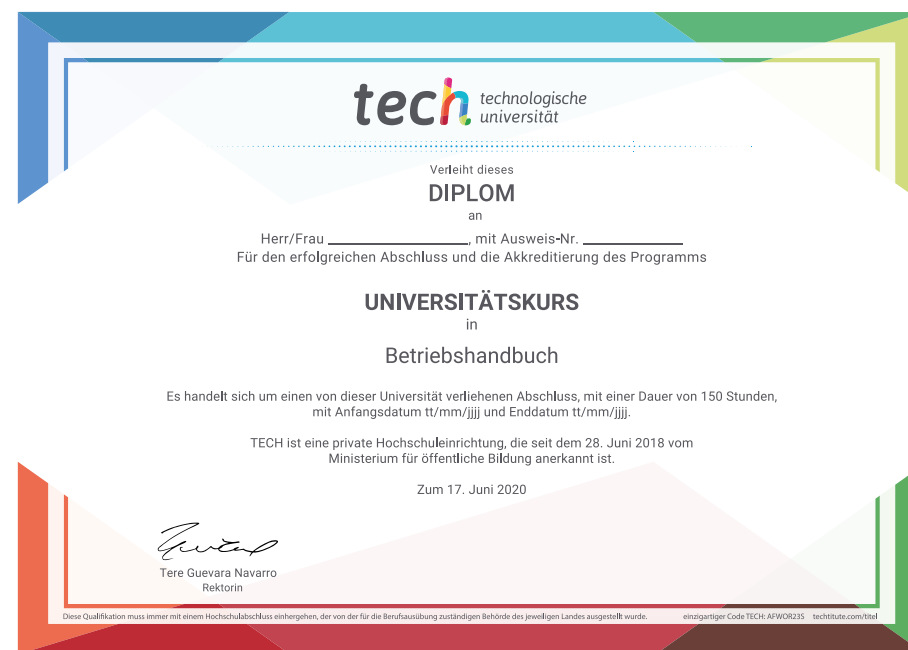 tech technologische
universität
Verleiht dieses
DIPLOM
an
Herr/Frau ____________________, mit Ausweis-Nr. ______________
Für den erfolgreichen Abschluss und die Akkreditierung des Programms
UNIVERSITÄTSKURS
in
Betriebshandbuch
Es handelt sich um einen von dieser Universität verliehenen Abschluss, mit einer Dauer von 150 Stunden,
mit Anfangsdatum tt/mm/jjjj und Enddatum tt/mm/jjjj.
TECH ist eine private Hochschuleinrichtung, die seit dem 28. Juni 2018 vom
Ministerium für öffentliche Bildung anerkannt ist.
Zum 17. Juni 2020
Tere Guevara Navarro
Rektorin
Diese Qualifikation muss immer mit einem Hochschulabschluss einhergehen, der von der für die Berufsausübung zuständigen Behörde des jeweiligen Landes ausgestellt wurde. einzigartiger Code TECH: AFWOR23S techtitute.com/titel